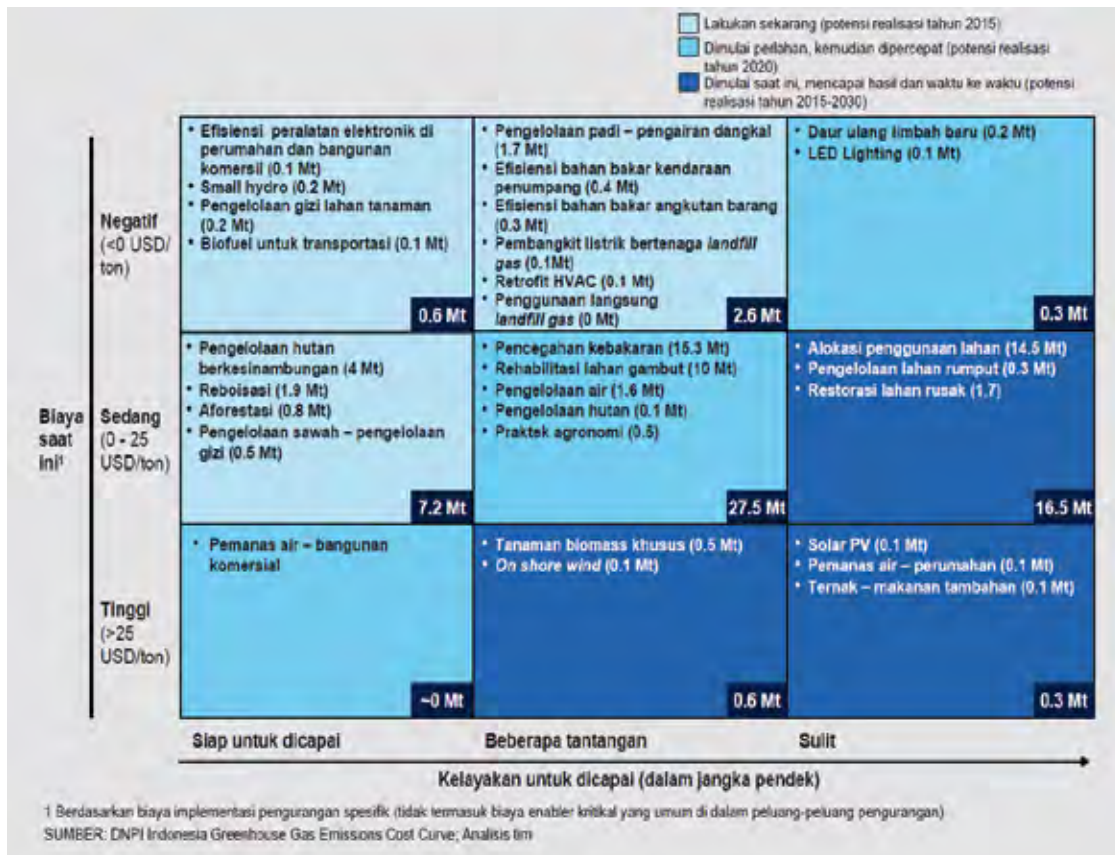 Lakukan sekarang (potensi realisasi tahun 2015)
Dimulai perlahan, kemudian dipercepat (potensi realisasi
tahun 2020)
Dimulai saat ini, mencapai hasil dan waktu ke waktu (potensi
realisasi tahun 2015-2030)
Biaya
saat
ini¹
Negatif
(<0 USD/
ton)
• Efisiensi peralatan elektronik di
perumahan dan bangunan
komersil (0.1 Mt)
• Small hydro (0.2 Mt)
• Pengelolaan gizi lahan tanaman
(0.2 Mt)
• Biofuel untuk transportasi (0.1 Mt)
0.6 Mt
• Pengelolaan padi – pengairan dangkal
(1.7 Mt)
• Efisiensi bahan bakar kendaraan
penumpang (0.4 Mt)
• Efisiensi bahan bakar angkutan barang
(0.3 Mt)
• Pembangkit listrik bertenaga landfill
gas (0.1Mt)
• Retrofit HVAC (0.1 Mt)
• Penggunaan langsung
landfill gas (0 Mt)
2.6 Mt
• Daur ulang limbah baru (0.2 Mt)
• LED Lighting (0.1 Mt)
0.3 Mt
Sedang
(0 - 25
USD/ton)
• Pengelolaan hutan
berkesinambungan (4 Mt)
• Reboisasi (1.9 Mt)
• Aforestasi (0.8 Mt)
• Pengelolaan sawah – pengelolaan
gizi (0.5 Mt)
7.2 Mt
• Pencegahan kebakaran (15.3 Mt)
• Rehabilitasi lahan gambut (10 Mt)
• Pengelolaan air (1.6 Mt)
• Pengelolaan hutan (0.1 Mt)
• Praktek agronomi (0.5)
27.5 Mt
• Alokasi penggunaan lahan (14.5 Mt)
• Pengelolaan lahan rumput (0.3 Mt)
• Restorasi lahan rusak (1.7)
16.5 Mt
Tinggi
(>25
USD/ton)
• Pemanas air – bangunan
komersial
~0 Mt
• Tanaman biomass khusus (0.5 Mt)
• On shore wind (0.1 Mt)
0.6 Mt
• Solar PV (0.1 Mt)
• Pemanas air – perumahan (0.1 Mt)
• Ternak – makanan tambahan (0.1 Mt)
0.3 Mt
Siap untuk dicapai
Beberapa tantangan
Sulit
Kelayakan untuk dicapai (dalam jangka pendek)
1 Berdasarkan biaya implementasi pengurangan spesifik (tidak termasuk biaya enabler kritikal yang umum di dalam peluang-peluang pengurangan)
SUMBER: DNPI Indonesia Greenhouse Gas Emissions Cost Curve; Analisis tim